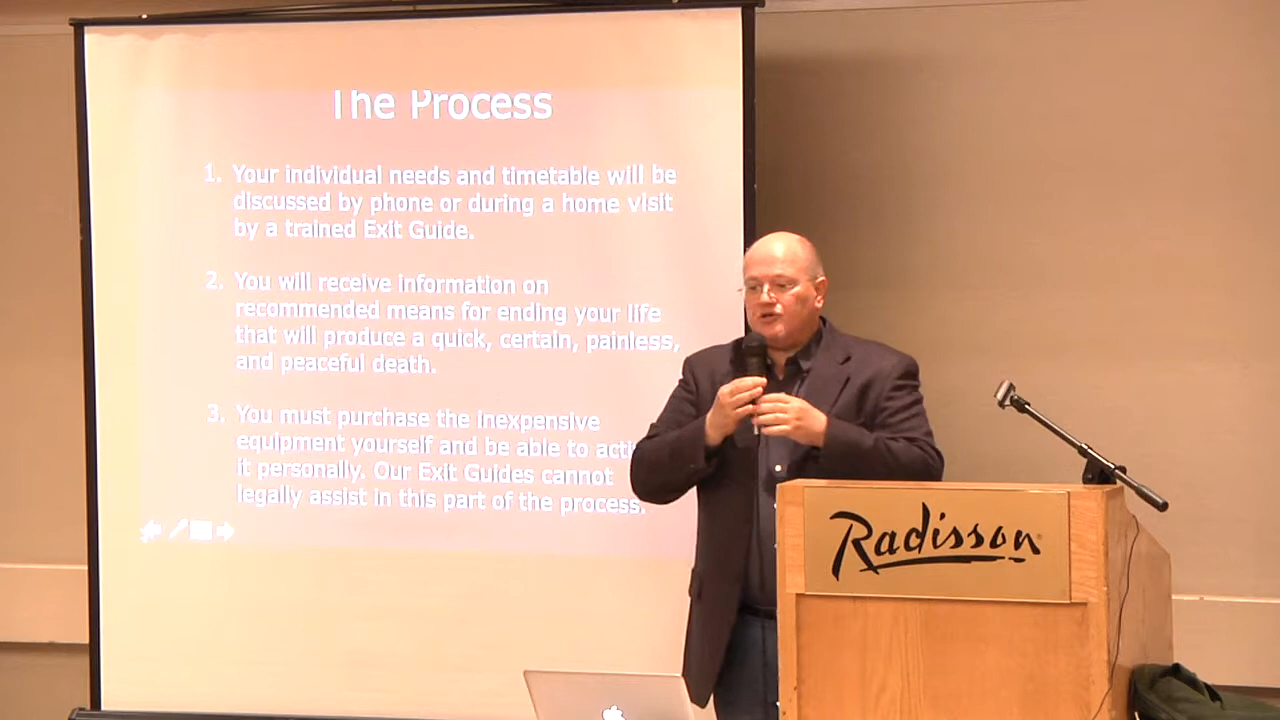 The Process
1. Your individual needs and timetable will be
discussed by phone or during a home visit
by a trained Exit Guide.
2. You will receive information on
recommended means for ending your life
that will produce a quick, certain, painless,
and peaceful death.
3. You must purchase the inexpensive
equipment yourself and be able to
it personally. Our Exit Guides cannot
legally assist in this part of the process.
Radisson